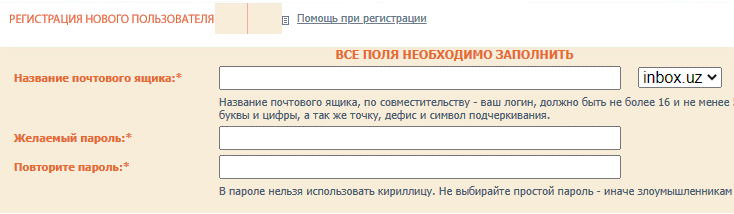 РЕГИСТРАЦИЯ НОВОГО ПОЛЬЗОВАТЕЛЯ Помощь при регистрации
ВСЕ ПОЛЯ НЕОБХОДИМО ЗАПОЛНИТЬ
Название почтового ящика:* inbox.uz
Название почтового ящика, по совместительству - ваш логин, должно быть не более 16 и не менее
буквы и цифры, а так же точку, дефис и символ подчеркивания.
Желаемый пароль:*
Повторите пароль:*
В пароле нельзя использовать кириллицу. Не выбирайте простой пароль - иначе злоумышленникам